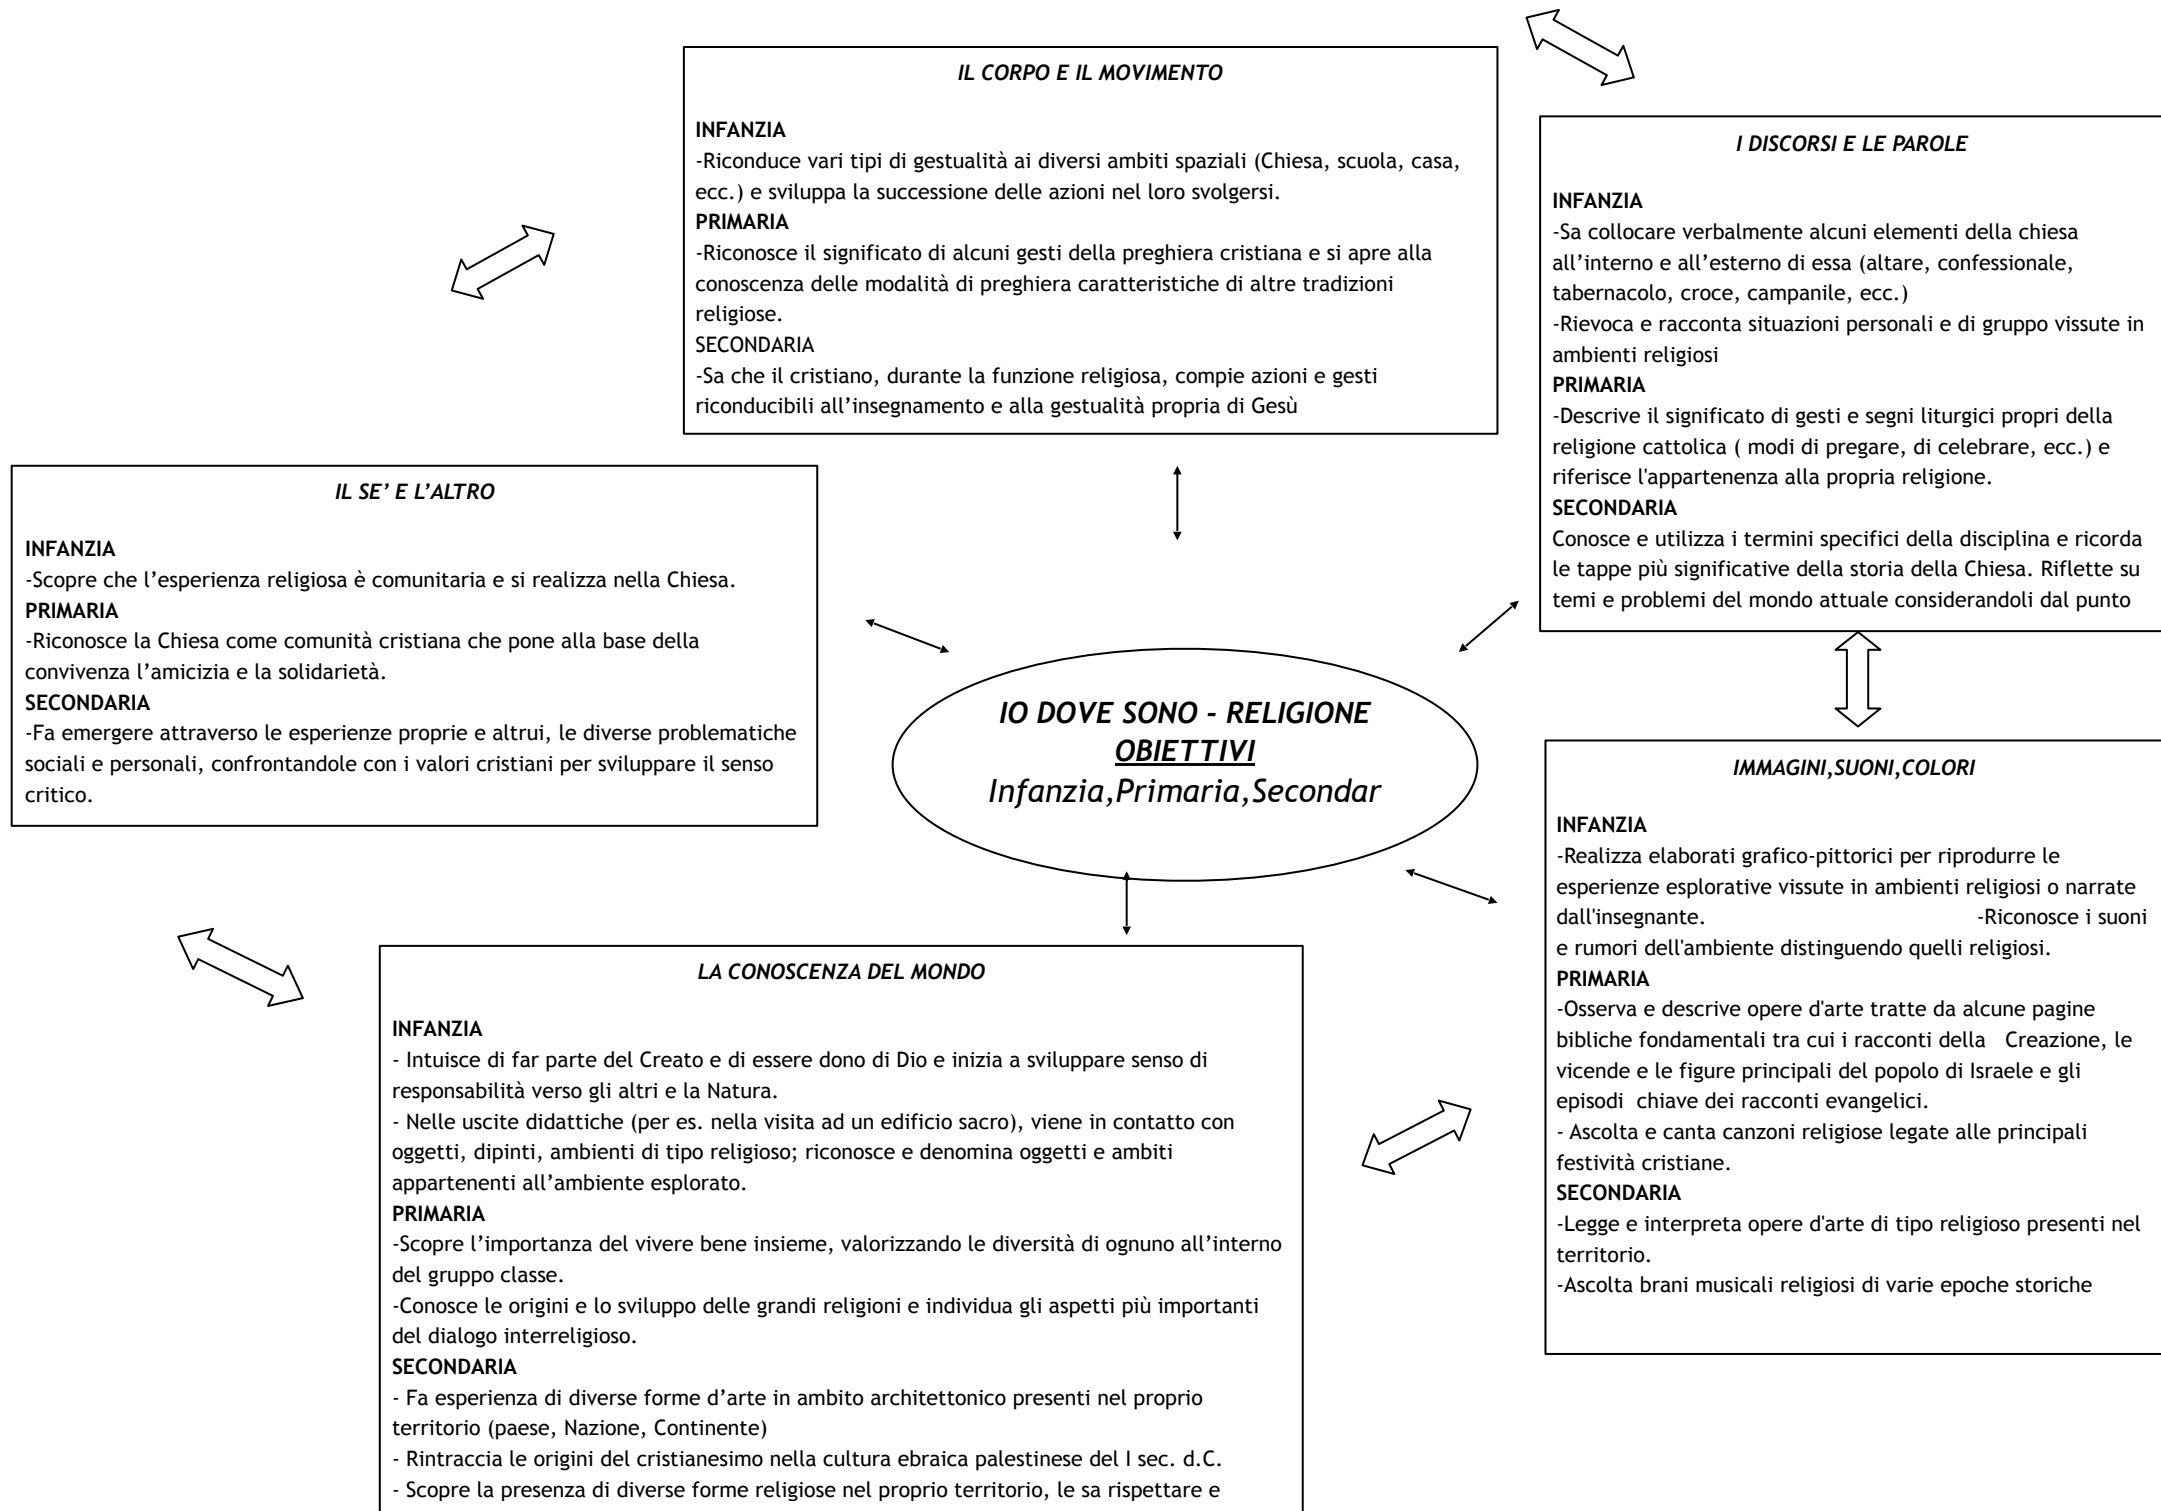 IL CORPO E IL MOVIMENTO
INFANZIA
-Riconduce vari tipi di gestualità ai diversi ambiti spaziali (Chiesa, scuola, casa,
ecc.) e sviluppa la successione delle azioni nel loro svolgersi.
PRIMARIA
-Riconosce il significato di alcuni gesti della preghiera cristiana e si apre alla
conoscenza delle modalità di preghiera caratteristiche di altre tradizioni
religiose.
SECONDARIA
-Sa che il cristiano, durante la funzione religiosa, compie azioni e gesti
riconducibili all’insegnamento e alla gestualità propria di Gesù
I DISCORSI E LE PAROLE
INFANZIA
-Sa collocare verbalmente alcuni elementi della chiesa
all’interno e all’esterno di essa (altare, confessionale,
tabernacolo, croce, campanile, ecc.)
-Rievoca e racconta situazioni personali e di gruppo vissute in
ambienti religiosi
PRIMARIA
-Descrive il significato di gesti e segni liturgici propri della
religione cattolica ( modi di pregare, di celebrare, ecc.) e
riferisce l'appartenenza alla propria religione.
SECONDARIA
Conosce e utilizza i termini specifici della disciplina e ricorda
le tappe più significative della storia della Chiesa. Riflette su
temi e problemi del mondo attuale considerandoli dal punto
IL SE’ E L’ALTRO
INFANZIA
-Scopre che l’esperienza religiosa è comunitaria e si realizza nella Chiesa.
PRIMARIA
-Riconosce la Chiesa come comunità cristiana che pone alla base della
convivenza l’amicizia e la solidarietà.
SECONDARIA
-Fa emergere attraverso le esperienze proprie e altrui, le diverse problematiche
sociali e personali, confrontandole con i valori cristiani per sviluppare il senso
critico.
IO DOVE SONO - RELIGIONE
OBIETTIVI
Infanzia,Primaria,Secondar
IMMAGINI,SUONI,COLORI
INFANZIA
-Realizza elaborati grafico-pittorici per riprodurre le
esperienze esplorative vissute in ambienti religiosi o narrate
dall'insegnante. -Riconosce i suoni
e rumori dell'ambiente distinguendo quelli religiosi.
PRIMARIA
-Osserva e descrive opere d'arte tratte da alcune pagine
bibliche fondamentali tra cui i racconti della Creazione, le
vicende e le figure principali del popolo di Israele e gli
episodi chiave dei racconti evangelici.
- Ascolta e canta canzoni religiose legate alle principali
festività cristiane.
SECONDARIA
-Legge e interpreta opere d'arte di tipo religioso presenti nel
territorio.
-Ascolta brani musicali religiosi di varie epoche storiche
LA CONOSCENZA DEL MONDO
INFANZIA
- Intuisce di far parte del Creato e di essere dono di Dio e inizia a sviluppare senso di
responsabilità verso gli altri e la Natura.
- Nelle uscite didattiche (per es. nella visita ad un edificio sacro), viene in contatto con
oggetti, dipinti, ambienti di tipo religioso; riconosce e denomina oggetti e ambiti
appartenenti all’ambiente esplorato.
PRIMARIA
-Scopre l’importanza del vivere bene insieme, valorizzando le diversità di ognuno all’interno
del gruppo classe.
-Conosce le origini e lo sviluppo delle grandi religioni e individua gli aspetti più importanti
del dialogo interreligioso.
SECONDARIA
- Fa esperienza di diverse forme d’arte in ambito architettonico presenti nel proprio
territorio (paese, Nazione, Continente)
- Rintraccia le origini del cristianesimo nella cultura ebraica palestinese del I sec. d.C.
- Scopre la presenza di diverse forme religiose nel proprio territorio, le sa rispettare e